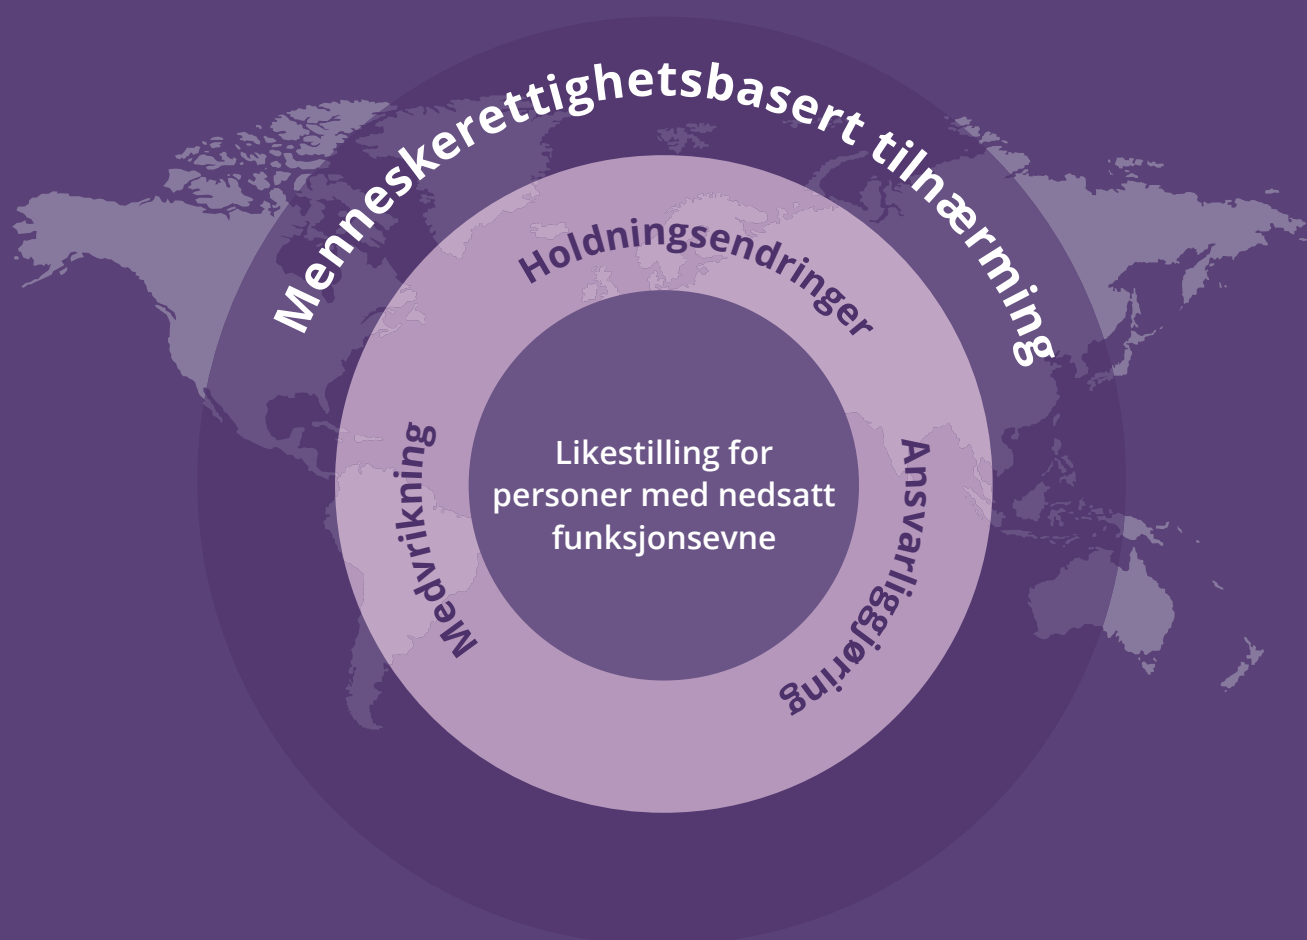 Menneskerettighetsbasert tilnærming
Holdningsendringer
Medvrikning
Ansvarliggjøring
Likestilling for
personer med nedsatt
funksjonsevne